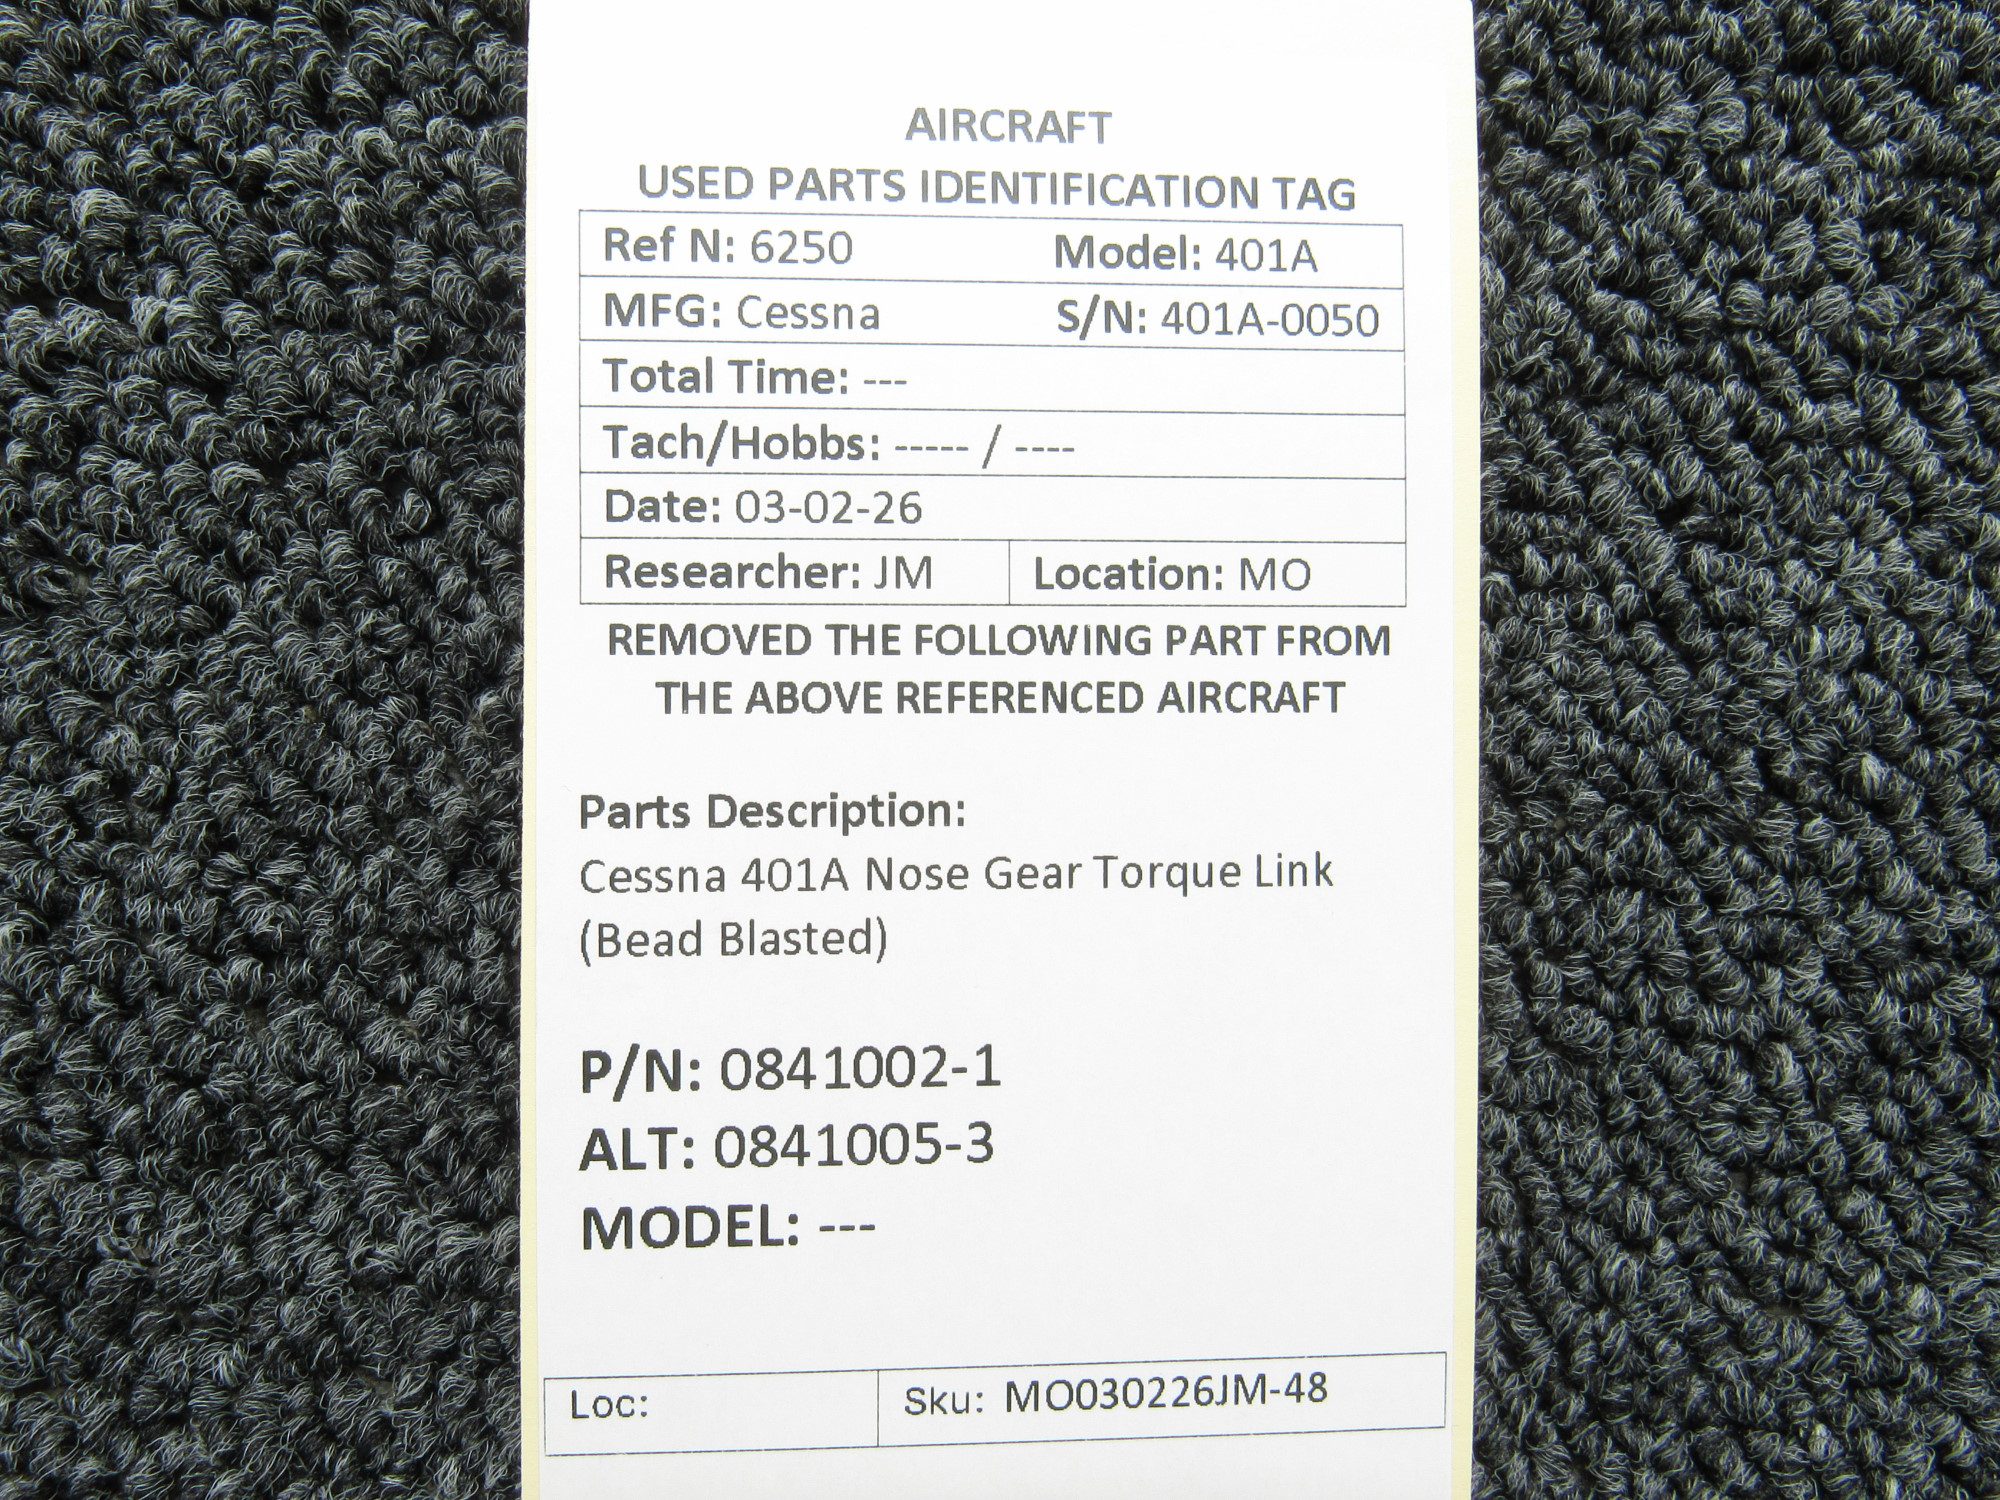 AIRCRAFT
USED PARTS IDENTIFICATION TAG
Ref N: 6250 Model: 401A
MFG: Cessna S/N: 401A-0050
Total Time: ---
Tach/Hobbs: ----- / ----
Date: 03-02-26
Researcher: JM Location: MO
REMOVED THE FOLLOWING PART FROM
THE ABOVE REFERENCED AIRCRAFT
Parts Description:
Cessna 401A Nose Gear Torque Link
(Bead Blasted)
P/N: 0841002-1
ALT: 0841005-3
MODEL: ---
Loc: Sku: MO030226JM-48